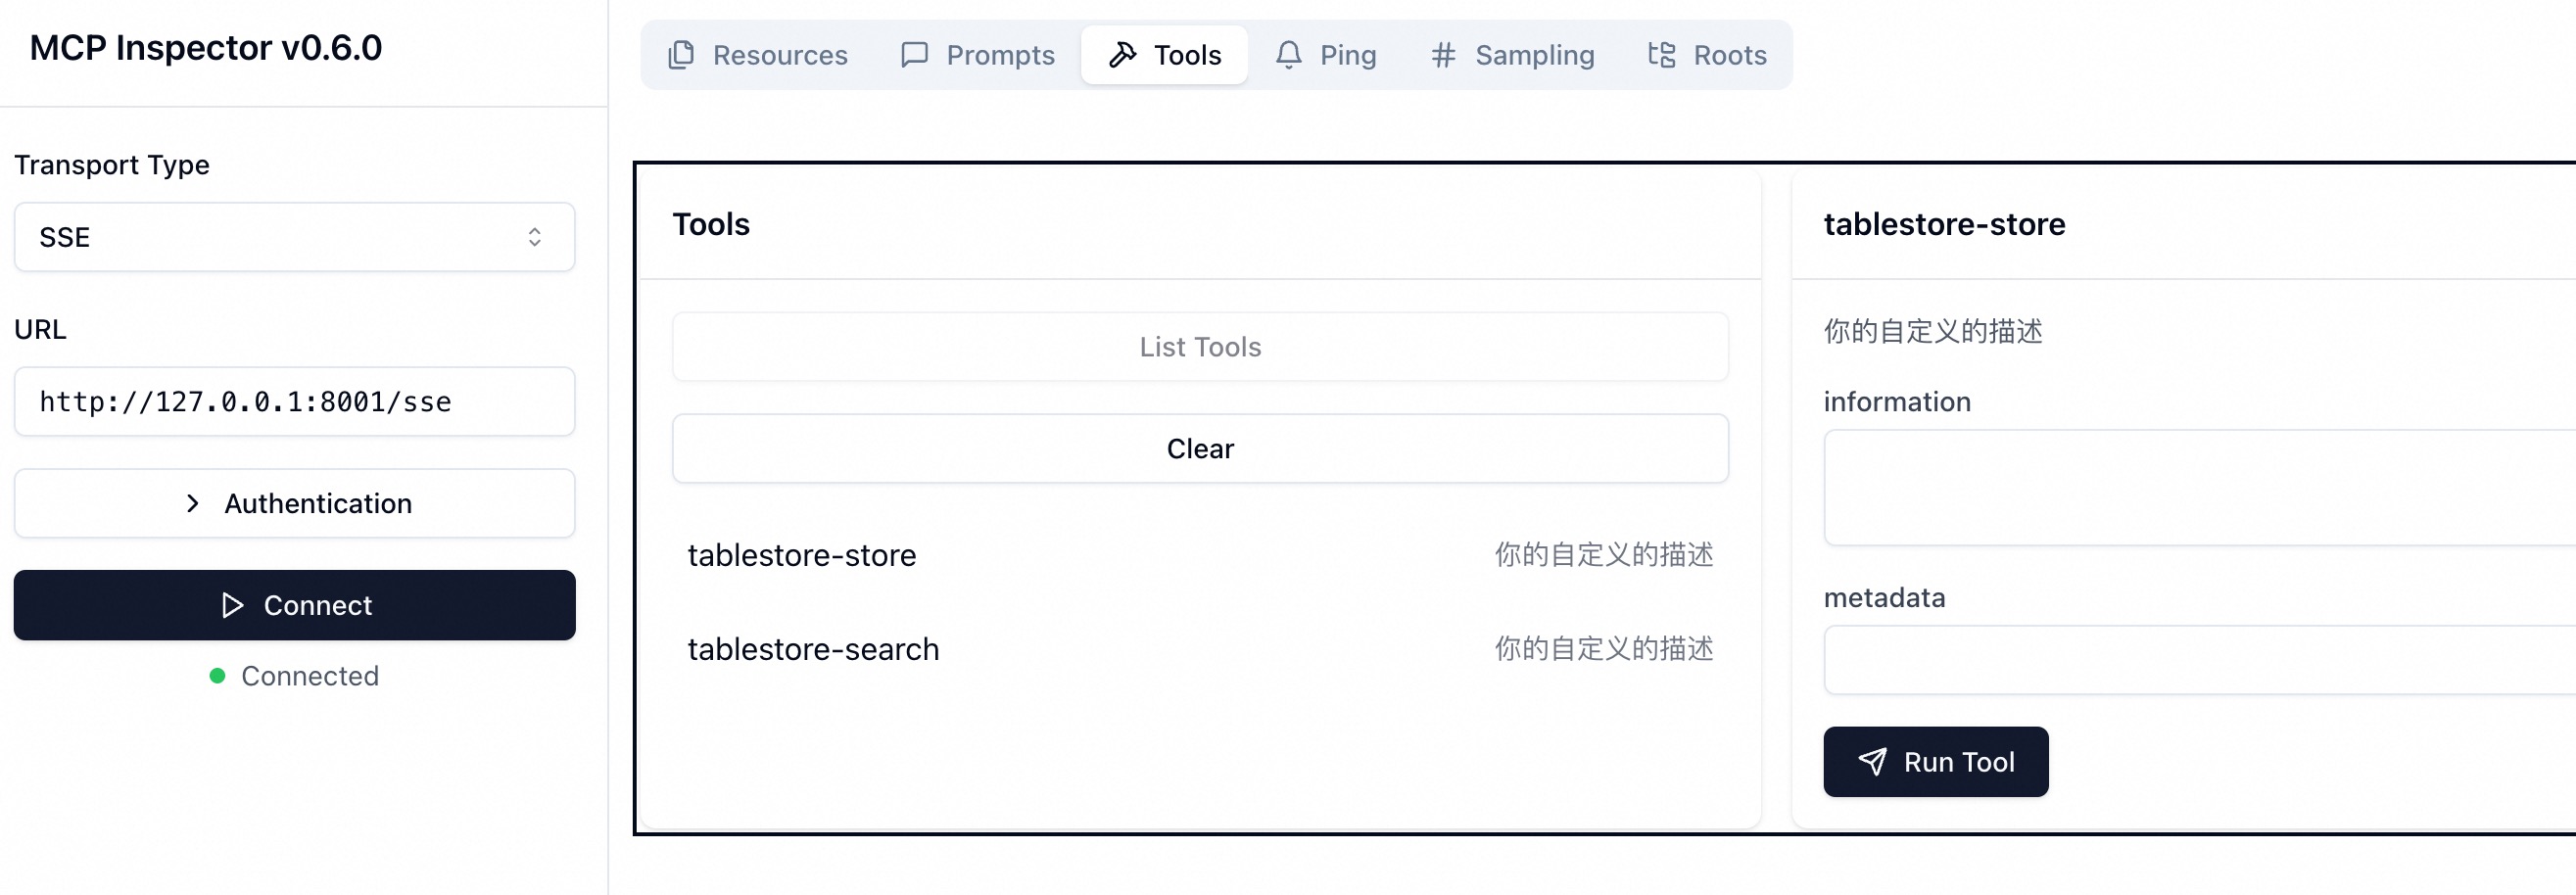 MCP Inspector v0.6.0
Transport Type
SSE
URL
http://127.0.0.1:8001/sse
Authentication
Connect
Connected
Resources
Prompts
Tools
Ping
Sampling
Roots
Tools
List Tools
Clear
tablestore-store
你的自定义的描述
tablestore-search
你的自定义的描述
tablestore-store
你的自定义的描述
information
metadata
Run Tool